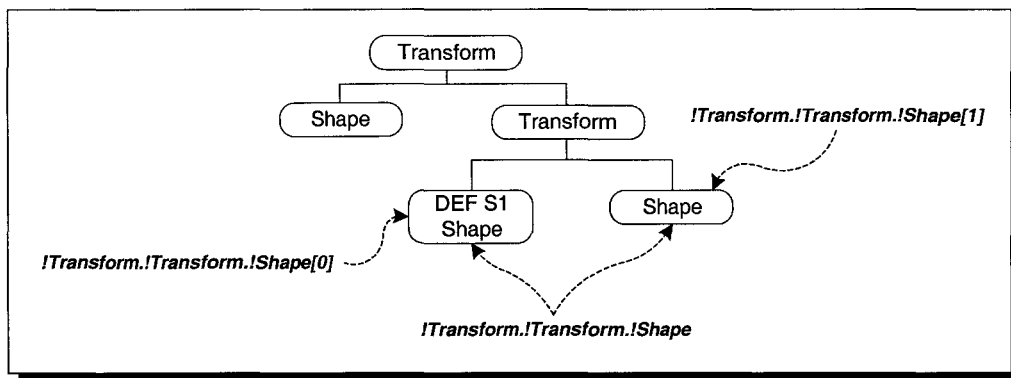 Transform
Shape
Transform
!Transform.!Transform.!Shape[1]
DEF S1
Shape
Shape
!Transform.!Transform.!Shape[0]
!Transform.!Transform.!Shape